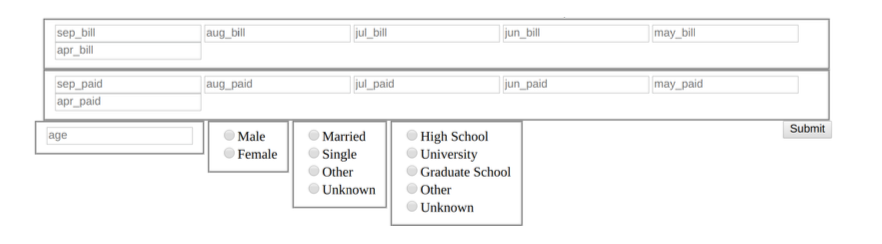 sep_bill aug_bill jul_bill jun_bill may_bill
apr_bill
sep_paid aug_paid jul_paid jun_paid may_paid
apr_paid
age
Male
Female
Married
Single
Other
Unknown
High School
University
Graduate School
Other
Unknown
Submit